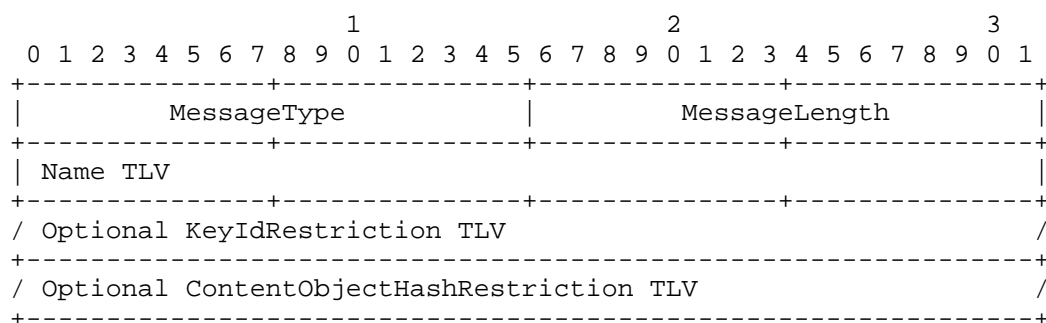 1                   2                   3
 0 1 2 3 4 5 6 7 8 9 0 1 2 3 4 5 6 7 8 9 0 1 2 3 4 5 6 7 8 9 0 1
+---------------+---------------+---------------+---------------+
|         MessageType           |         MessageLength         |
+---------------+---------------+---------------+---------------+
| Name TLV                                                      |
+---------------+---------------+---------------+---------------+
/ Optional KeyIdRestriction TLV                                 /
+---------------------------------------------------------------+
/ Optional ContentObjectHashRestriction TLV                     /
+---------------------------------------------------------------+